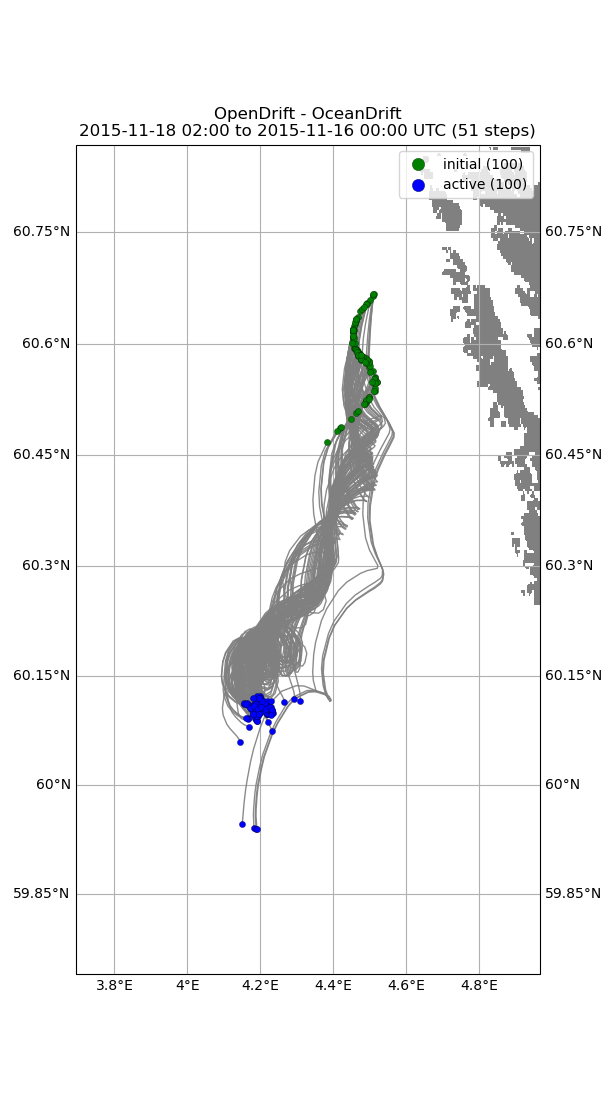 OpenDrift - OceanDrift
2015-11-18 02:00 to 2015-11-16 00:00 UTC (51 steps)
initial (100)
active (100)
60.75°N 60.75°N
60.6°N 60.6°N
60.45°N 60.45°N
60.3°N 60.3°N
60.15°N 60.15°N
60°N 60°N
59.85°N 59.85°N
3.8°E 4°E 4.2°E 4.4°E 4.6°E 4.8°E